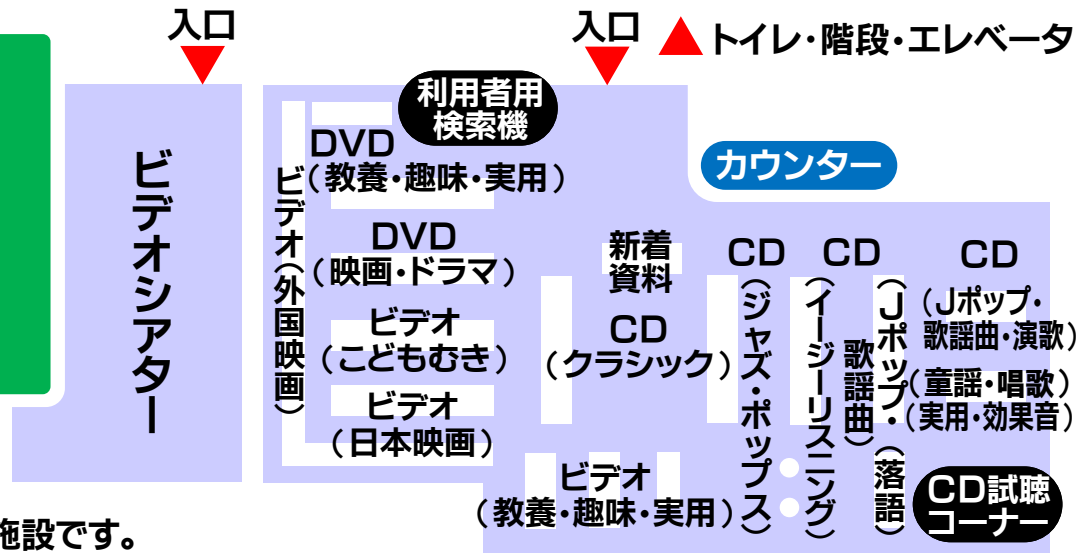 入口
入口
トイレ・階段・エレベータ
利用者用
検索機
カウンター
ビデオシアター
ビデオ（外国映画）
DVD
（教養・趣味・実用）
DVD
（映画・ドラマ）
ビデオ
（こどもむき）
ビデオ
（日本映画）
新着
資料
CD
（クラシック）
ビデオ
（教養・趣味・実用）
CD
（ジャズ・ポップス）
CD
（イージーリスニング）
（Jポップ・
歌謡曲）
（落語）
CD
（Jポップ・
歌謡曲・演歌）
（童謡・唱歌）
（実用・効果音）
CD試聴
コーナー
施設です。